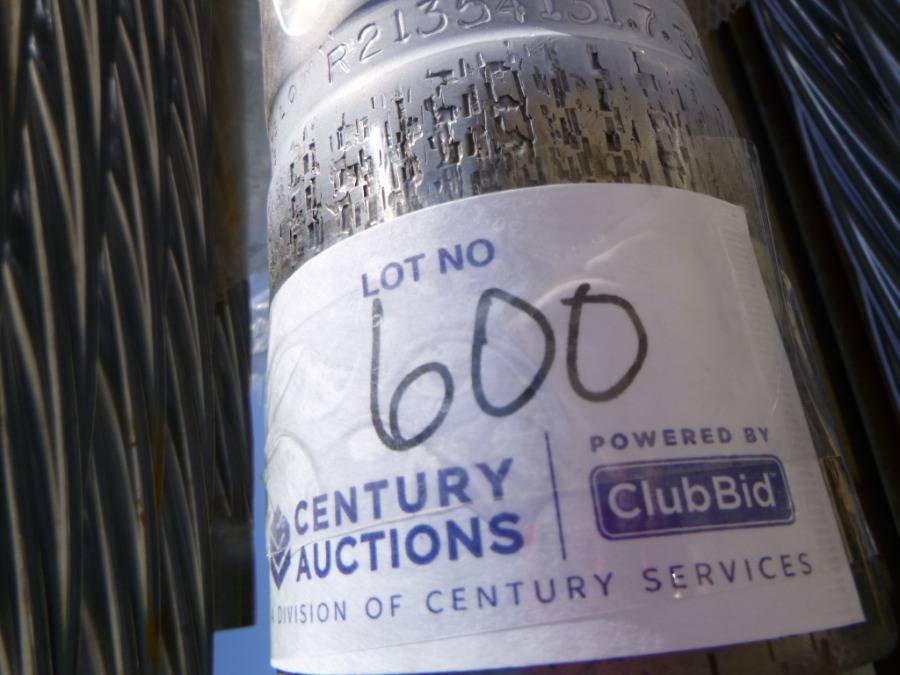 R21354151.7.3
LOT NO
600
CENTURY
AUCTIONS
POWERED BY
ClubBid
A DIVISION OF CENTURY SERVICES